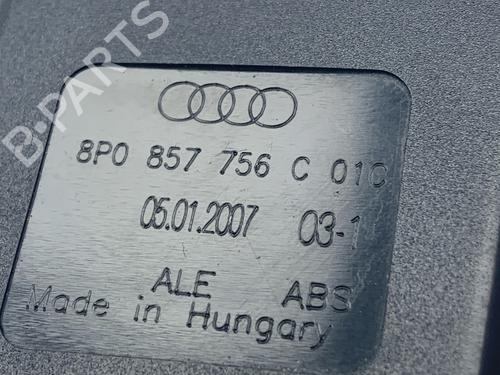 B-PARTS
8P0 857 756 C 01C
05.01.2007 03-1
ALE ABS
Made in Hungary